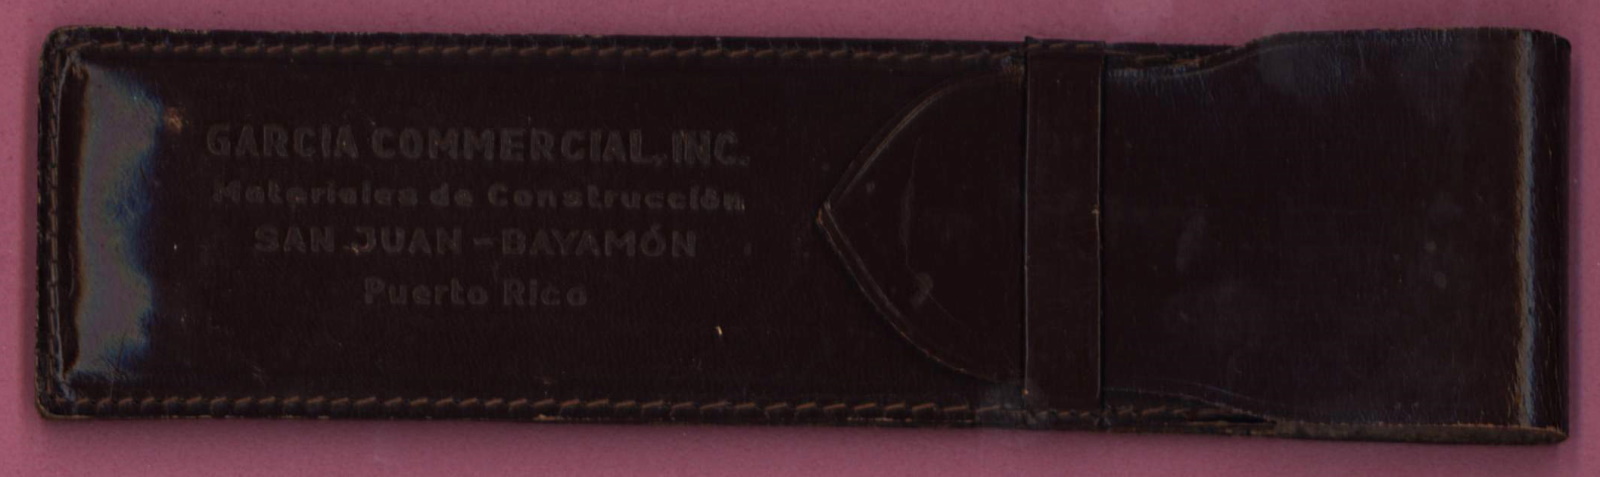 GARCIA COMMERCIAL, INC.
Materiales de Construcción
SAN JUAN - BAYAMÓN
Puerto Rico